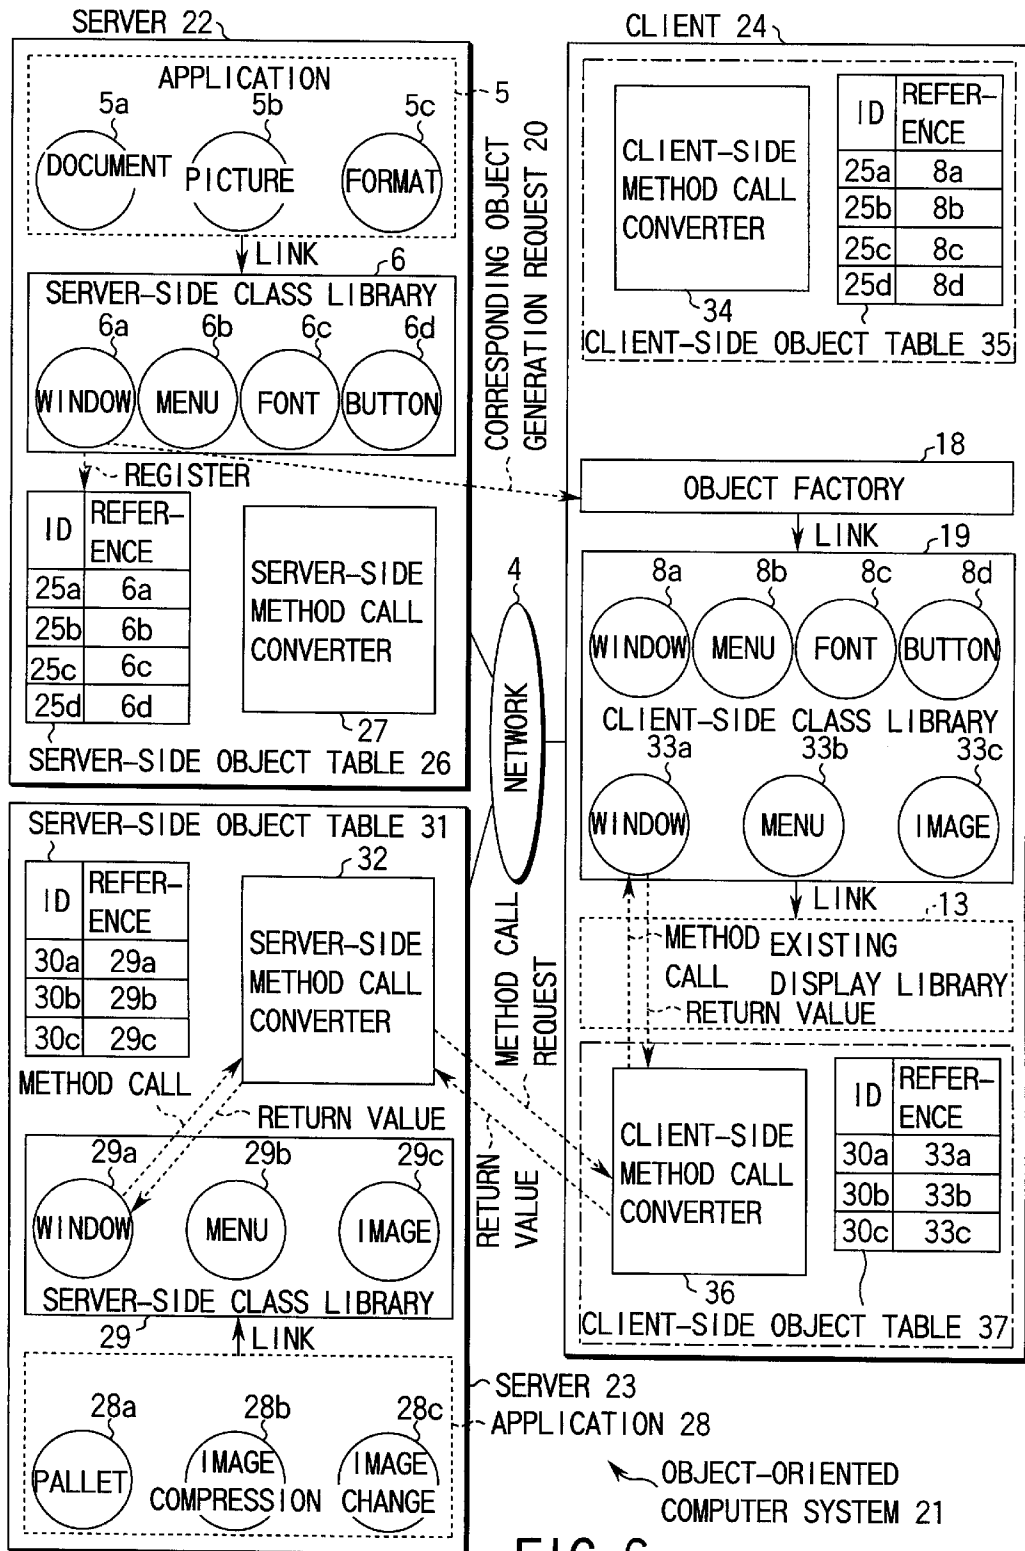 SERVER 22
APPLICATION
5
5a
5b
5c
DOCUMENT
PICTURE
FORMAT
LINK
6
SERVER-SIDE CLASS LIBRARY
6a
6b
6c
6d
WINDOW
MENU
FONT
BUTTON
REGISTER
ID
REFER-
ENCE
25a
6a
25b
6b
25c
6c
25d
6d
SERVER-SIDE
METHOD CALL
CONVERTER
27
SERVER-SIDE OBJECT TABLE 26
CORRESPONDING OBJECT
GENERATION REQUEST 20
4
NETWORK
CLIENT 24
CLIENT-SIDE
METHOD CALL
CONVERTER
34
ID
REFER-
ENCE
25a
8a
25b
8b
25c
8c
25d
8d
CLIENT-SIDE OBJECT TABLE 35
18
OBJECT FACTORY
LINK
19
8a
8b
8c
8d
WINDOW
MENU
FONT
BUTTON
CLIENT-SIDE CLASS LIBRARY
33a
33b
33c
WINDOW
MENU
IMAGE
LINK
13
METHOD
CALL
EXISTING
DISPLAY LIBRARY
RETURN VALUE
CLIENT-SIDE
METHOD CALL
CONVERTER
36
ID
REFER-
ENCE
30a
33a
30b
33b
30c
33c
CLIENT-SIDE OBJECT TABLE 37
SERVER-SIDE OBJECT TABLE 31
32
ID
REFER-
ENCE
30a
29a
30b
29b
30c
29c
SERVER-SIDE
METHOD CALL
CONVERTER
METHOD CALL
REQUEST
RETURN
VALUE
METHOD CALL
RETURN VALUE
29a
29b
29c
WINDOW
MENU
IMAGE
SERVER-SIDE CLASS LIBRARY
29
LINK
SERVER 23
APPLICATION 28
28a
28b
28c
PALLET
IMAGE
COMPRESSION
IMAGE
CHANGE
OBJECT-ORIENTED
COMPUTER SYSTEM 21